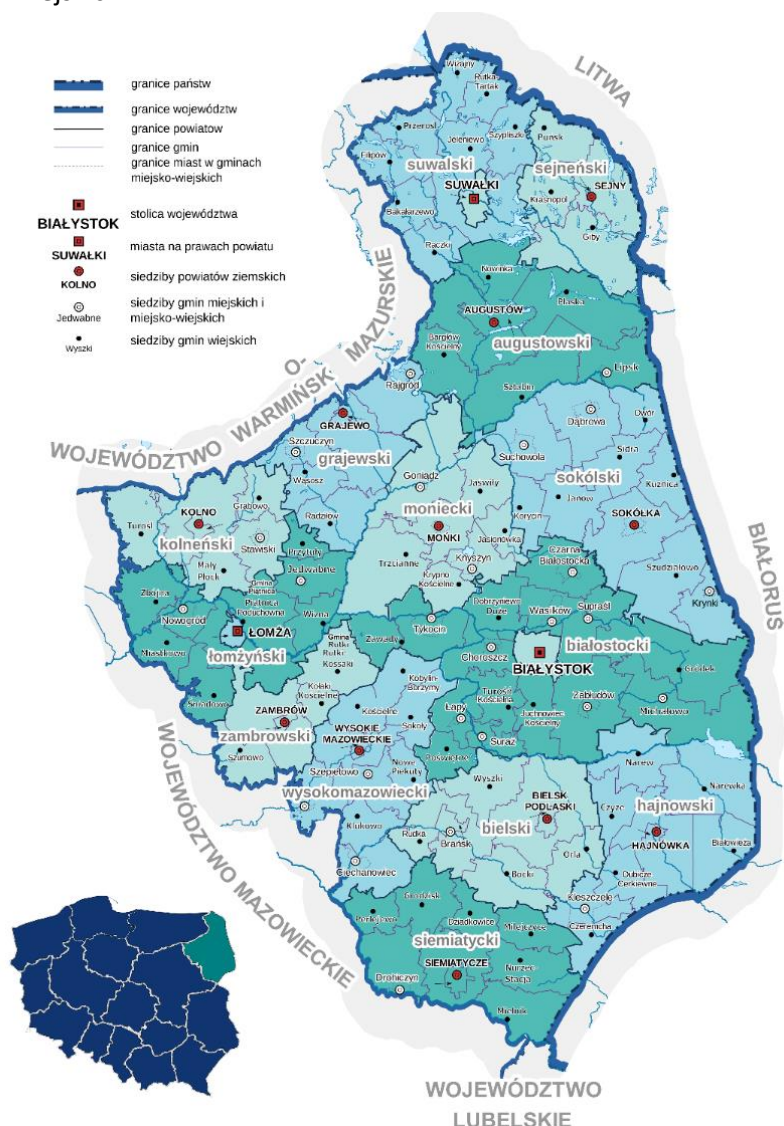 granice państw
granice województw
granice powiatow
granice gmin
granice miast w gminach
miejsko-wiejskich
BIAŁYSTOK
stolica województwa
SUWAŁKI
miasta na prawach powiatu
KOLNO
siedziby powiatów ziemskich
Jedwabne
siedziby gmin miejskich i
miejsko-wiejskich
Wyszki
siedziby gmin wiejskich
LITWA
Wiżajny
Rutka
Tartak
Przerośl
Jeleniewo
Szypliszki
Puńsk
Filipów
suwalski
sejneński
SUWAŁKI
SEJNY
Krasnopol
Bakałarzewo
Giby
Raczki
Nowinka
Płaska
AUGUSTÓW
augustowski
Bargłów
Kościelny
Sztabin
Lipsk
WOJEWÓDZTWO WARMIŃSK
O-
MAZURSKIE
Rajgród
GRAJEWO
Szczuczyn
grajewski
Wąsosz
Radziłów
Dąbrowa
Dwór
Suchowola
Sidra
sokólski
Kuźnica
Janów
Korycin
SOKÓŁKA
Szudziałowo
Krynki
BIAŁORUŚ
Goniądz
Jaświły
moniecki
MOŃKI
Jasionówka
Trzcianne
Knyszyn
Krypno
Kościelne
KOLNO
Grabowo
Turośl
kolneński
Stawiski
Mały
Płock
Przytuły
Jedwabne
Zbójna
Gmina
Piątnica
Piątnica
Poduchowna
Nowogród
Wizna
ŁOMŻA
Miastkowo
łomżyński
Śniadowo
Czarna
Białostocka
Dobrzyniewo
Duże
Wasilków
Supraśl
Tykocin
Zawady
Choroszcz
białostocki
BIAŁYSTOK
Gródek
Turośń
Kościelna
Juchnowiec
Kościelny
Zabłudów
Michałowo
Łapy
Suraż
Poświętne
Gmina
Rutki
Rutki
Kossaki
Kołaki
Kościelne
ZAMBRÓW
zambrowski
Szumowo
Kobylin-
Borzymy
Kościelne
Sokoły
WYSOKIE
MAZOWIECKIE
Szepietowo
Nowe
Piekuty
wysokomazowiecki
Klukowo
Ciechanowiec
Wyszki
BIELSK
PODLASKI
bielski
Rudka
Brańsk
Orla
Boćki
Narew
Narewka
Czyże
hajnowski
HAJNÓWKA
Białowieża
Dubicze
Cerkiewne
Kleszczele
Czeremcha
Grodzisk
Perlejewo
Dziadkowice
Milejczyce
siemiatycki
SIEMIATYCZE
Nurzec-
Stacja
Drohiczyn
Mielnik
WOJEWÓDZTWO MAZOWIECKIE
WOJEWÓDZTWO
LUBELSKIE